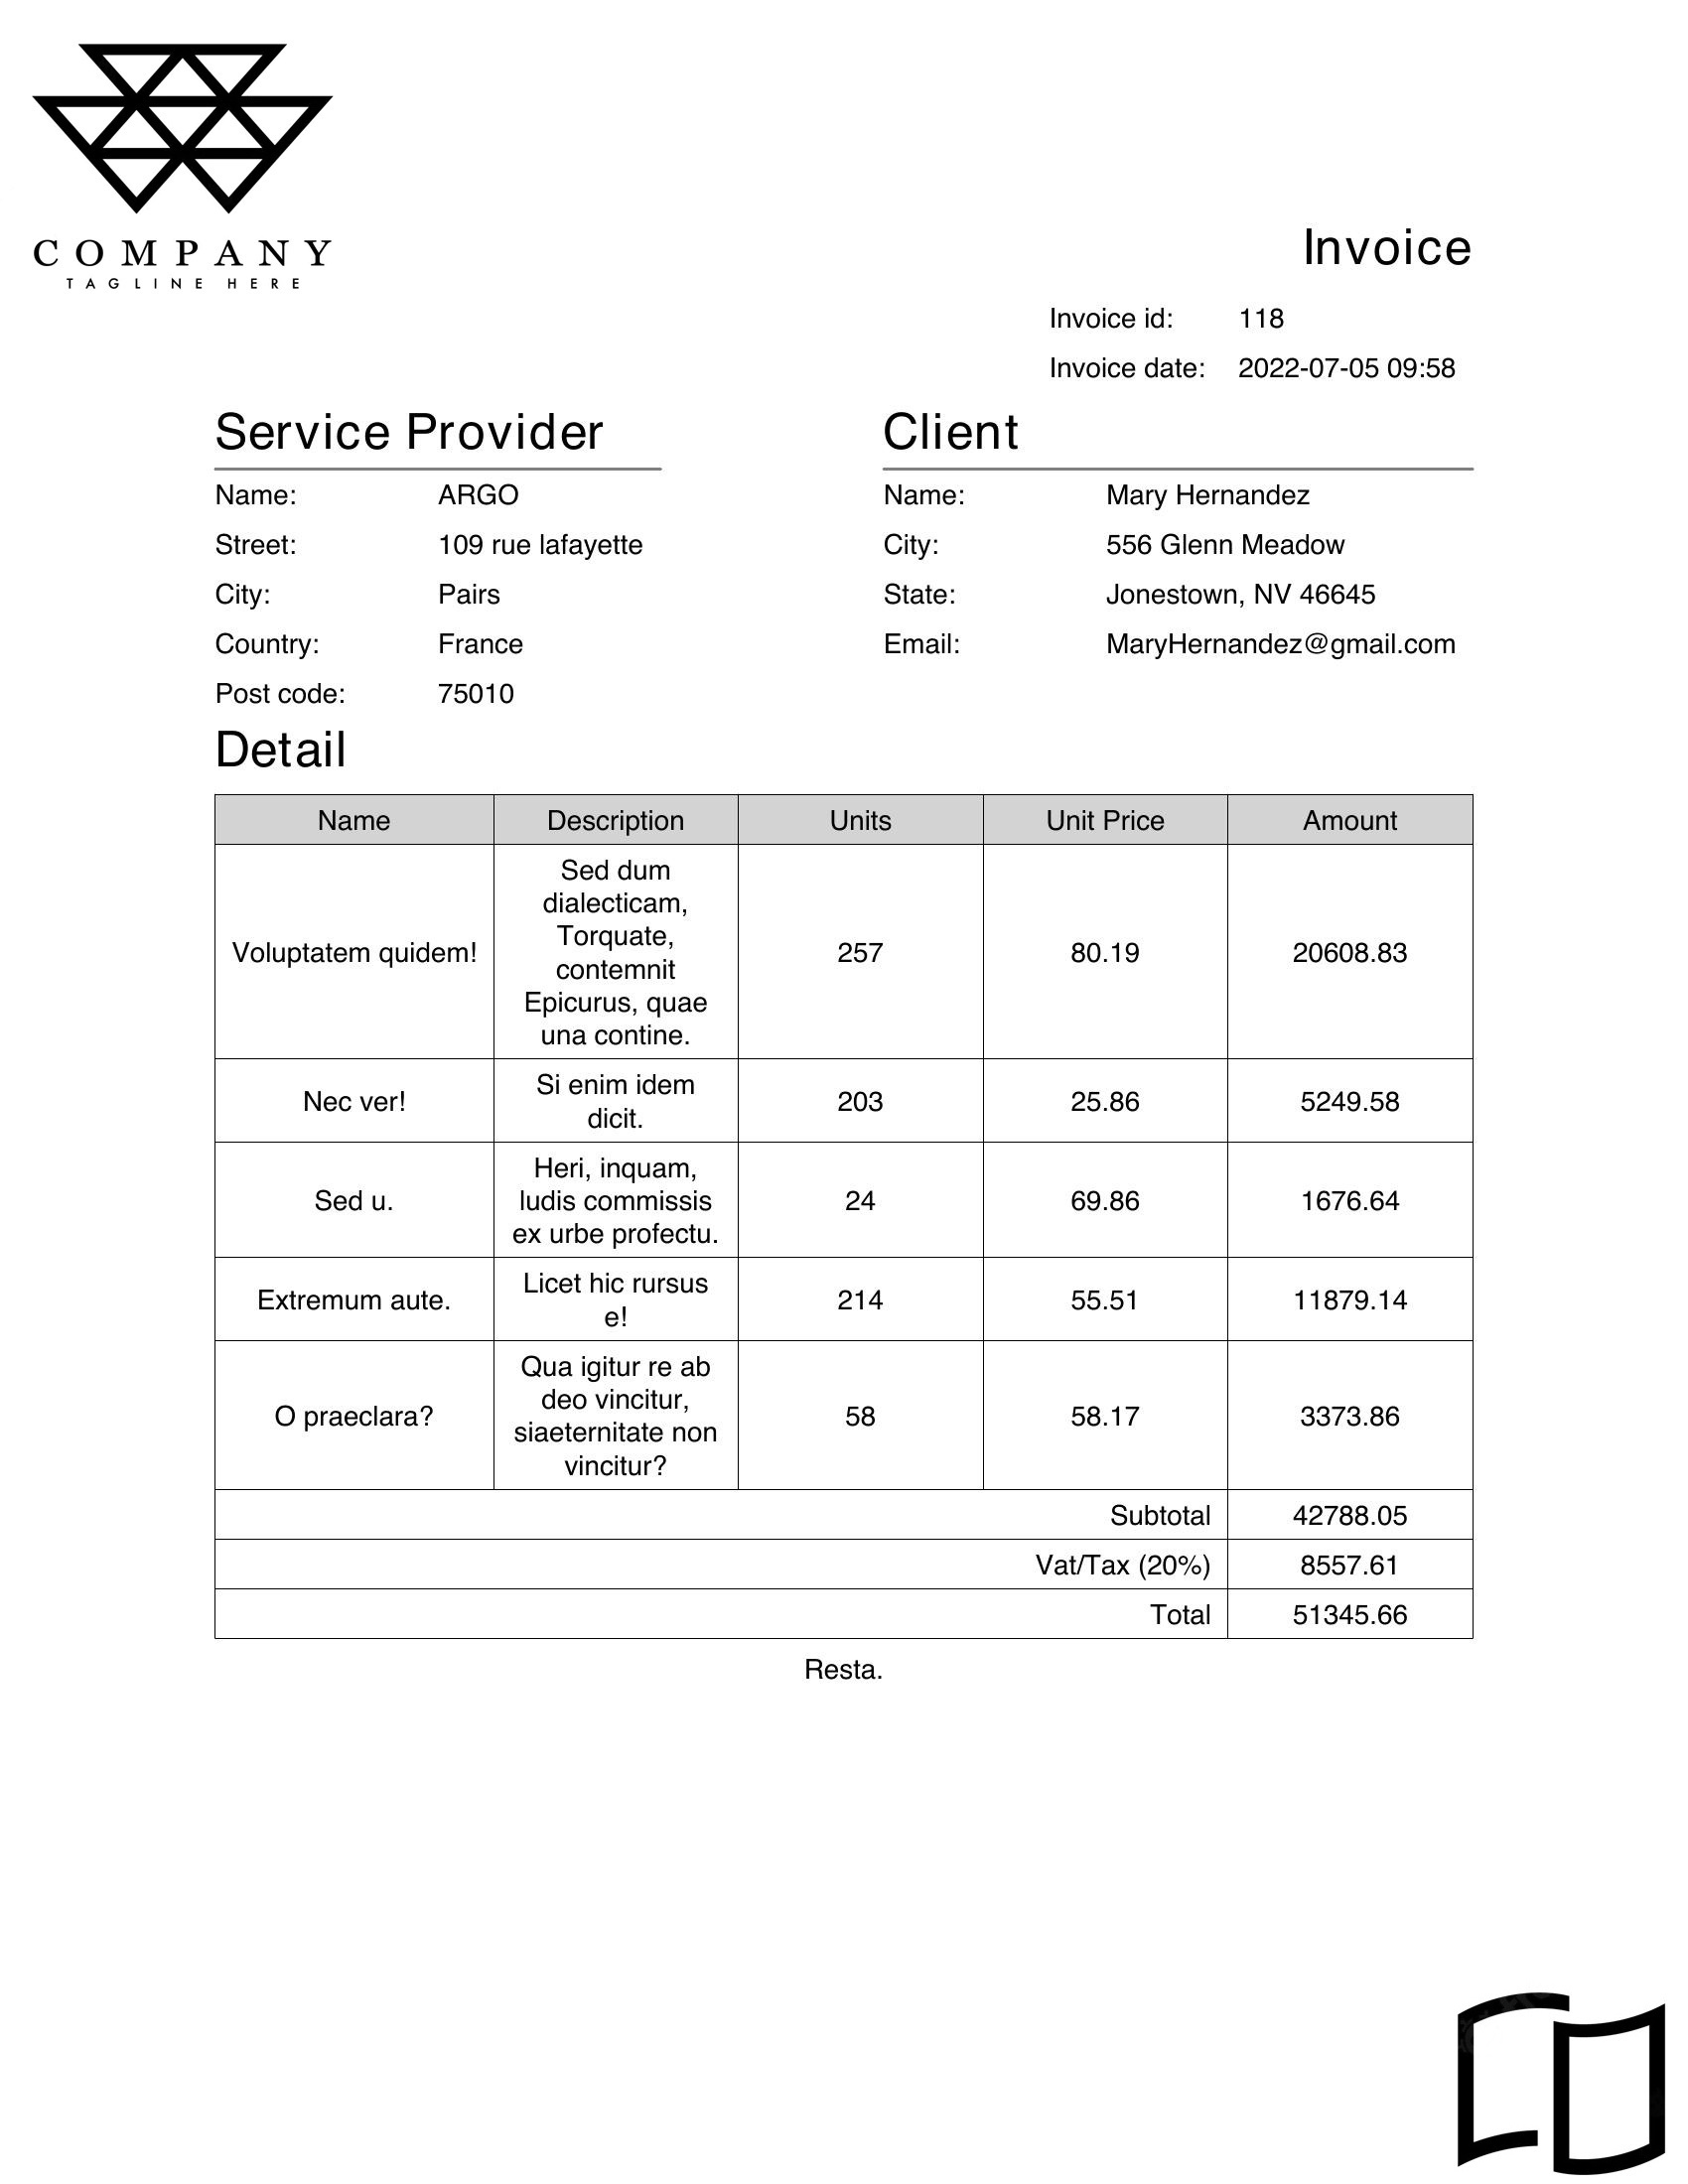 COMPANY
TAGLINE HERE
Invoice
Invoice id: 118
Invoice date: 2022-07-05 09:58
Service Provider
Name: ARGO
Street: 109 rue lafayette
City: Pairs
Country: France
Post code: 75010
Client
Name: Mary Hernandez
City: 556 Glenn Meadow
State: Jonestown, NV 46645
Email: MaryHernandez@gmail.com
Detail
Name Description Units Unit Price Amount
Voluptatem quidem!
Sed dum
dialecticam,
Torquate,
contemnit
Epicurus, quae
una contine.
257 80.19 20608.83
Nec ver!
Si enim idem
dicit.
203 25.86 5249.58
Sed u.
Heri, inquam,
ludis commissis
ex urbe profectu.
24 69.86 1676.64
Extremum aute.
Licet hic rursus
e!
214 55.51 11879.14
O praeclara?
Qua igitur re ab
deo vincitur,
siaeternitate non
vincitur?
58 58.17 3373.86
Subtotal 42788.05
Vat/Tax (20%) 8557.61
Total 51345.66
Resta.